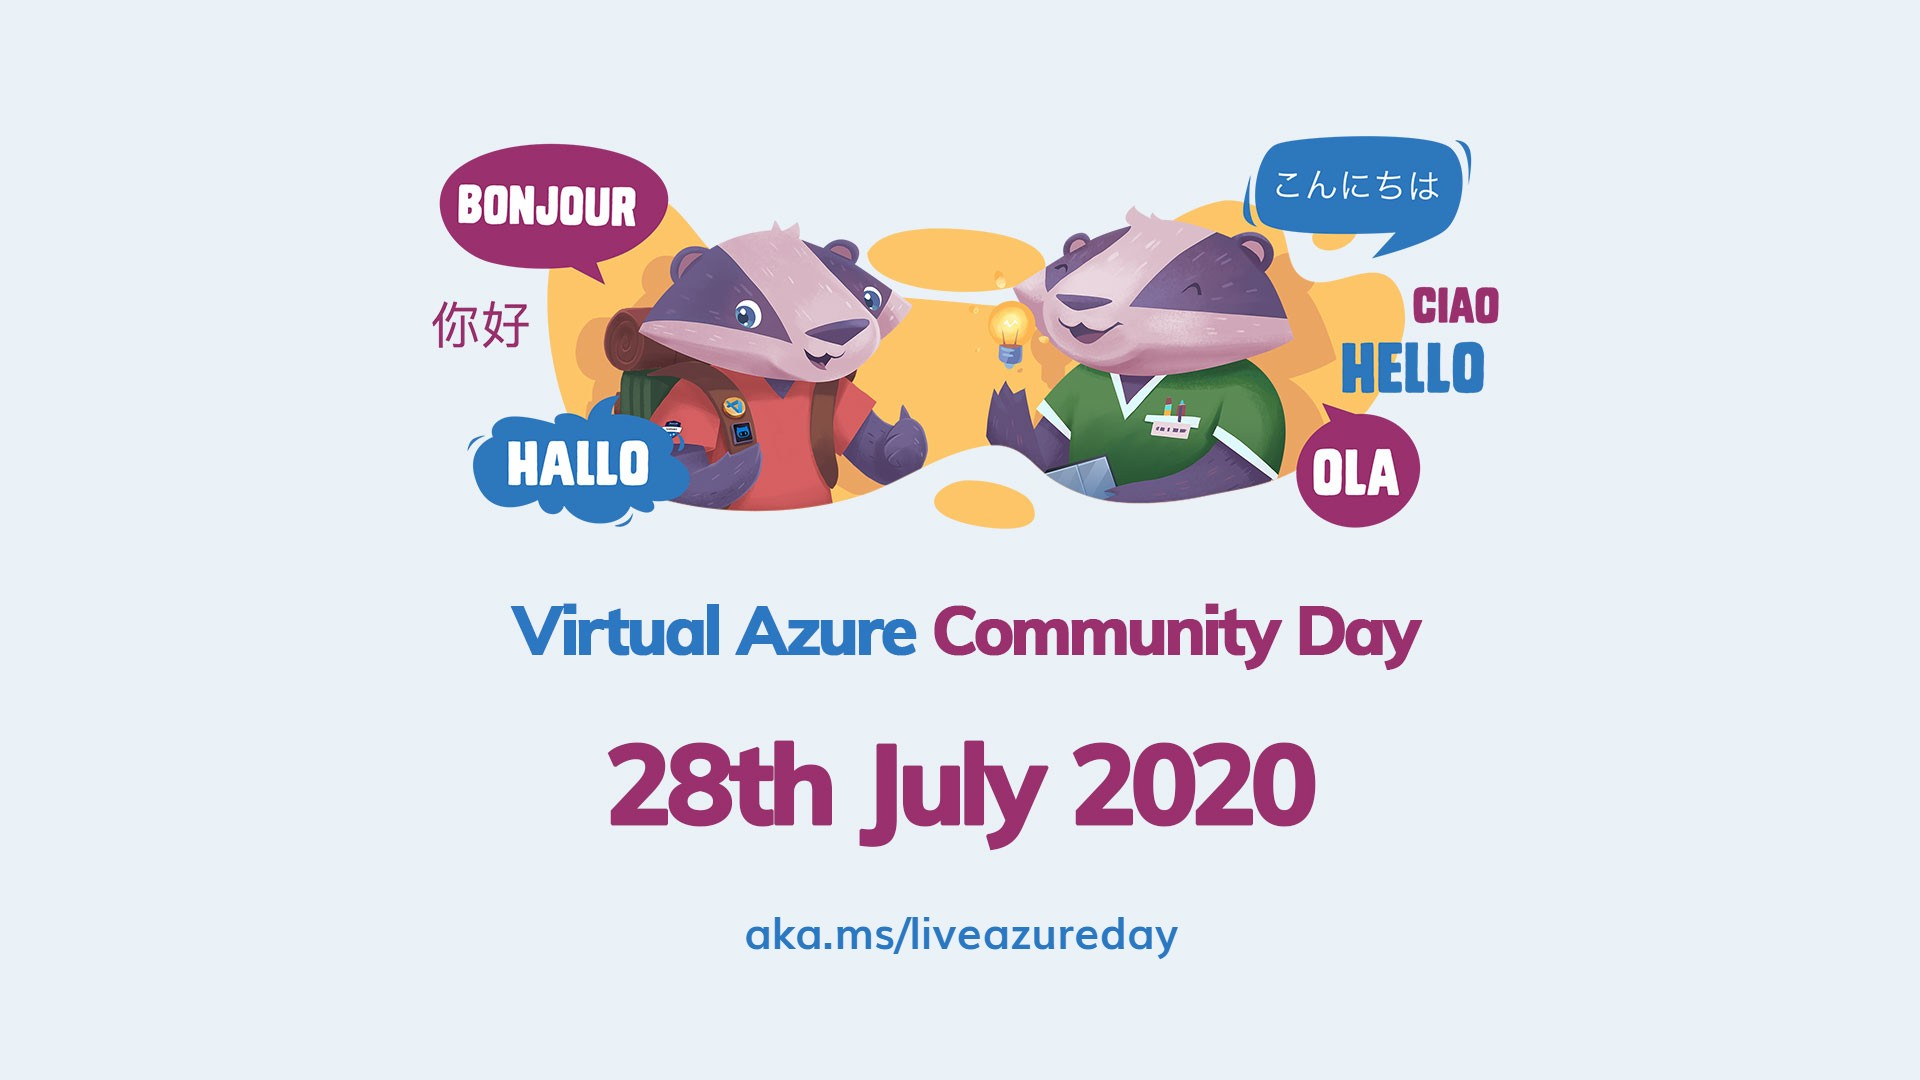 BONJOUR
こんにちは
你好
CIAO
HELLO
HALLO
OLA
Virtual Azure Community Day
28th July 2020
aka.ms/liveazureday